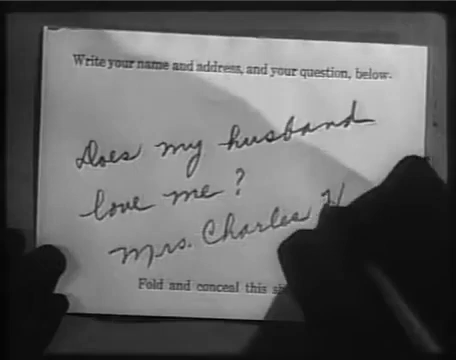 Write your name and address, and your question, below.
Does my husband
love me?
Mrs. Charles
Fold and conceal this